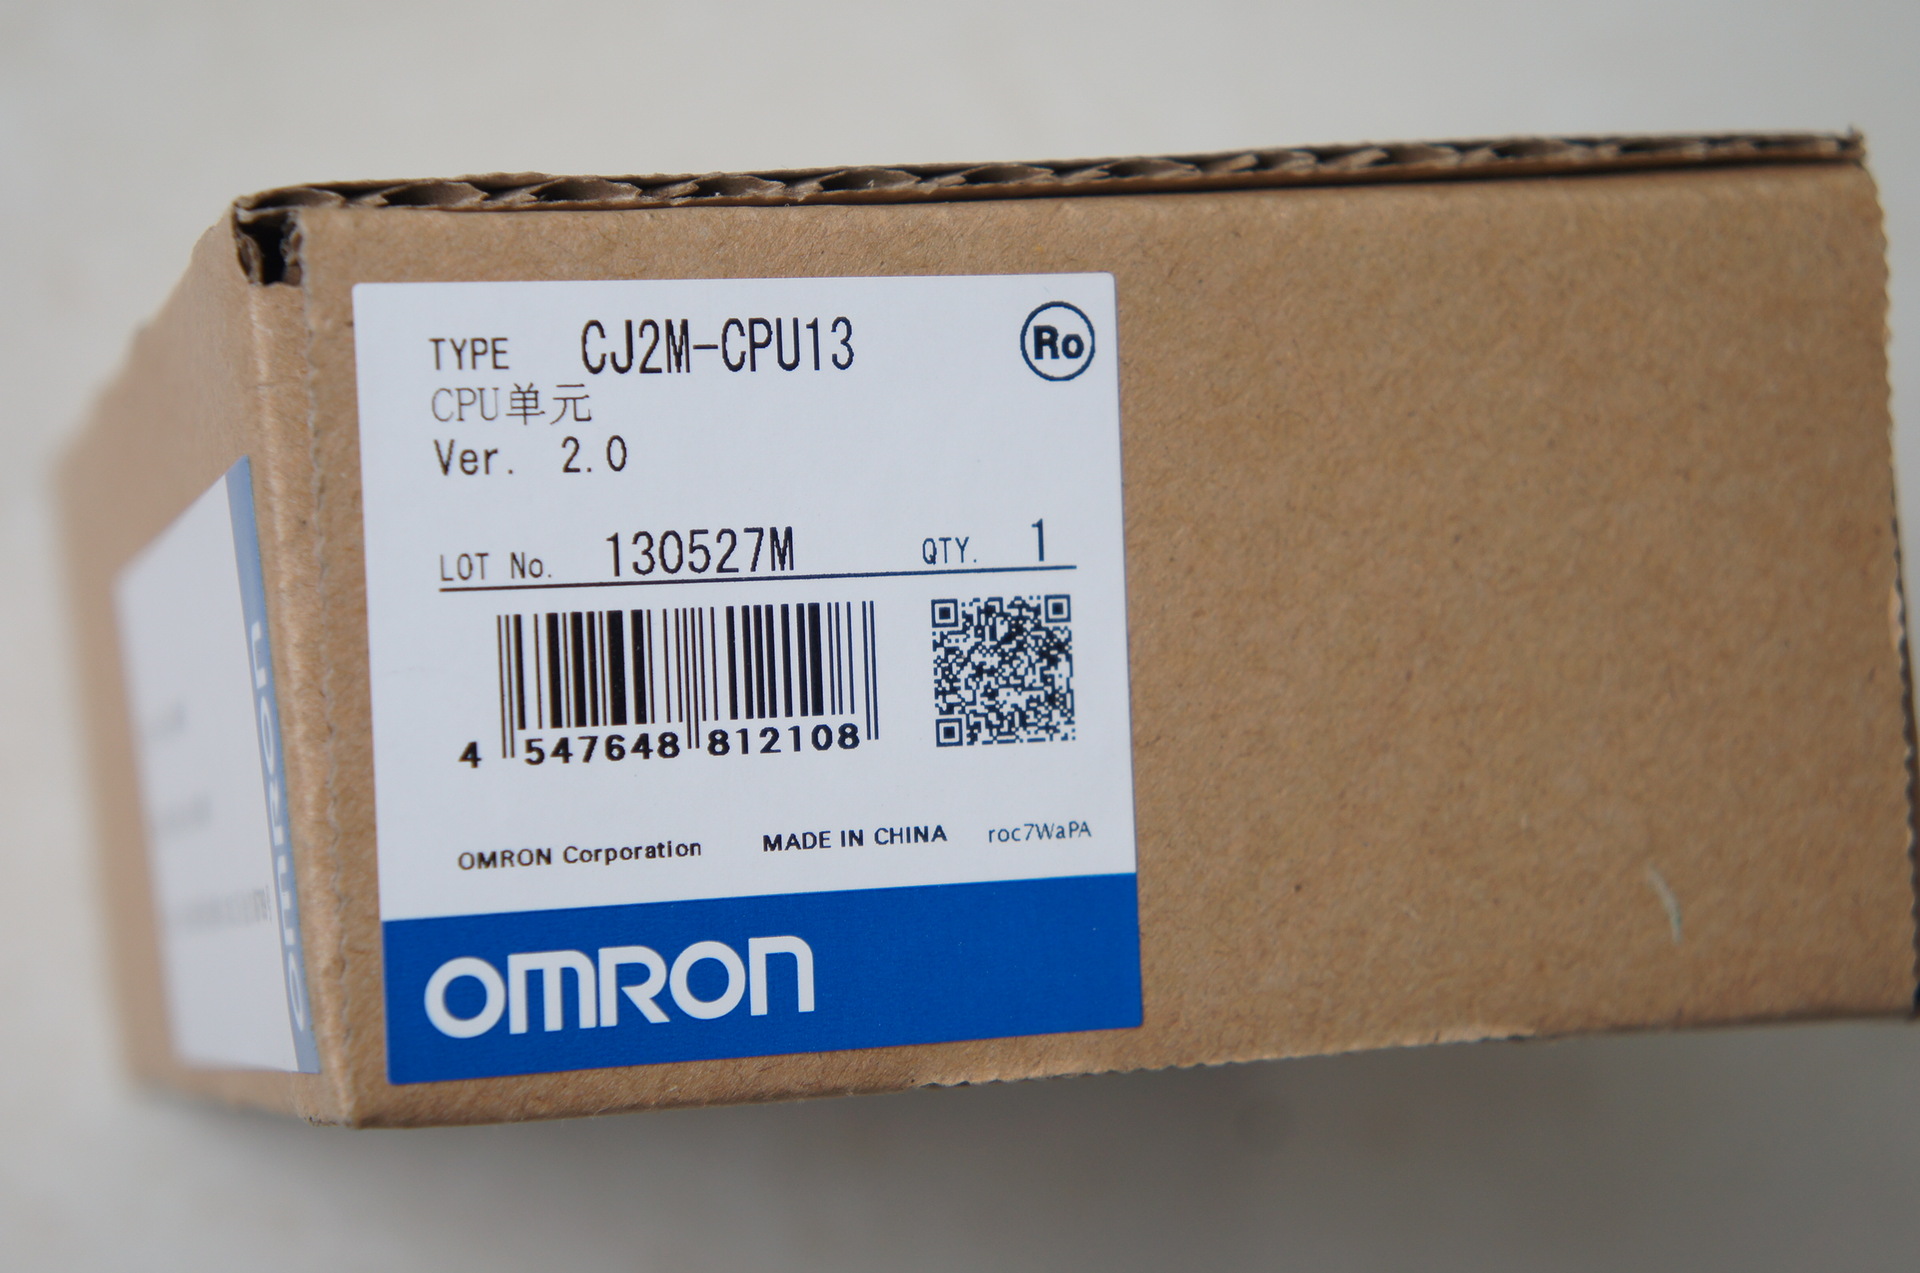 TYPE CJ2M-CPU13 Ro
CPU单元
Ver. 2.0
LOT No. 130527M QTY. 1
4 547648 812108
OMRON Corporation MADE IN CHINA roc7WaPA
OMRON
OMRON